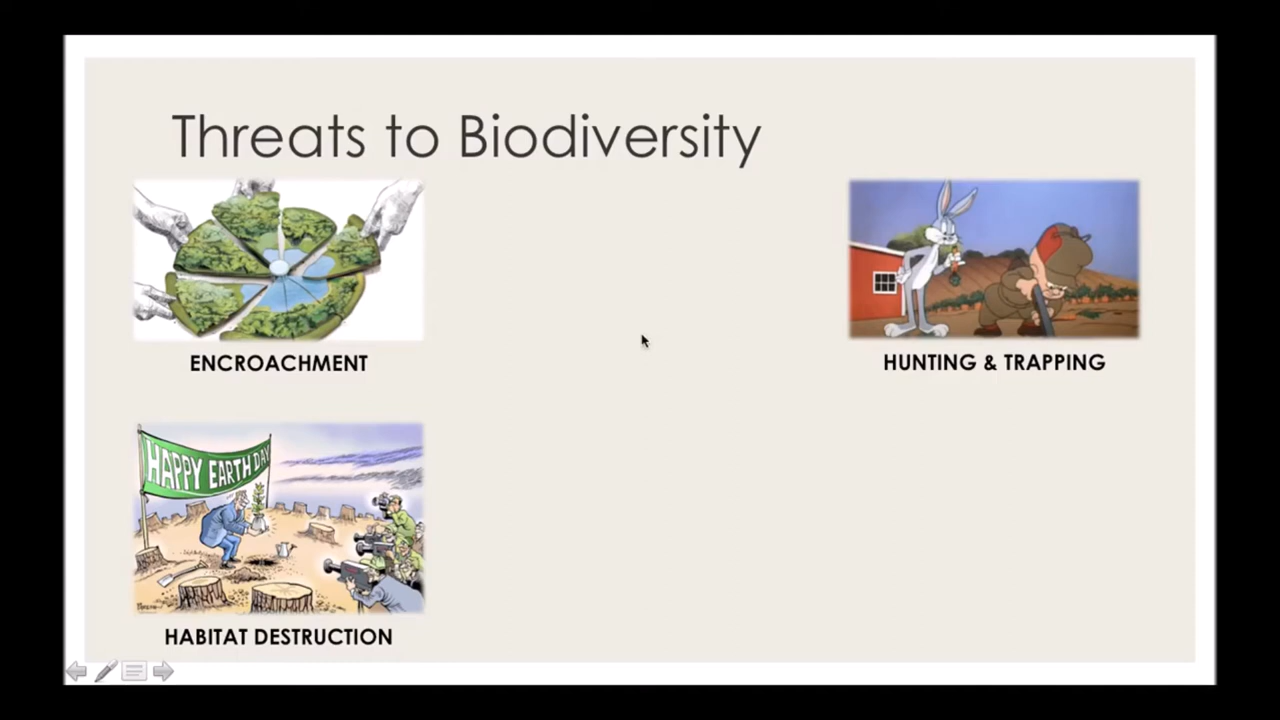 Threats to Biodiversity
ENCROACHMENT
HUNTING & TRAPPING
HAPPY EARTH DAY
HABITAT DESTRUCTION